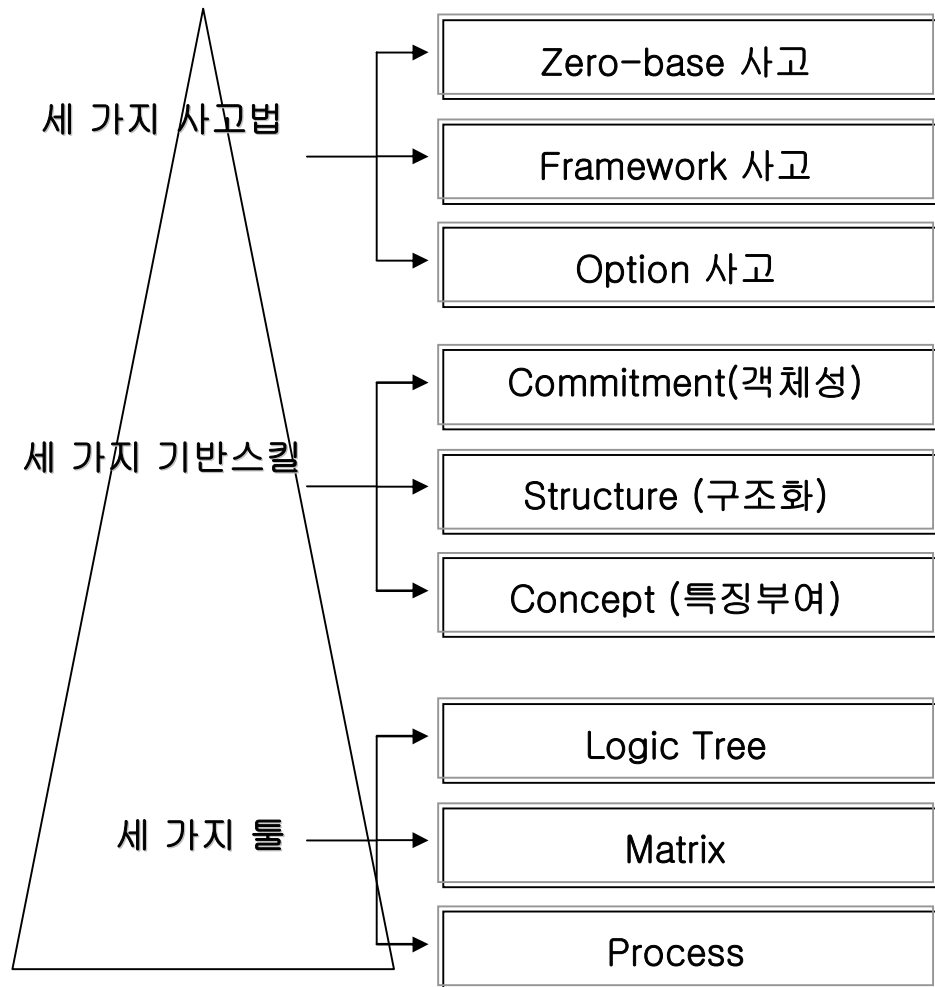 세 가지 사고법
Zero-base 사고
Framework 사고
Option 사고
세 가지 기반스킬
Commitment(객체성)
Structure (구조화)
Concept (특징부여)
세 가지 툴
Logic Tree
Matrix
Process